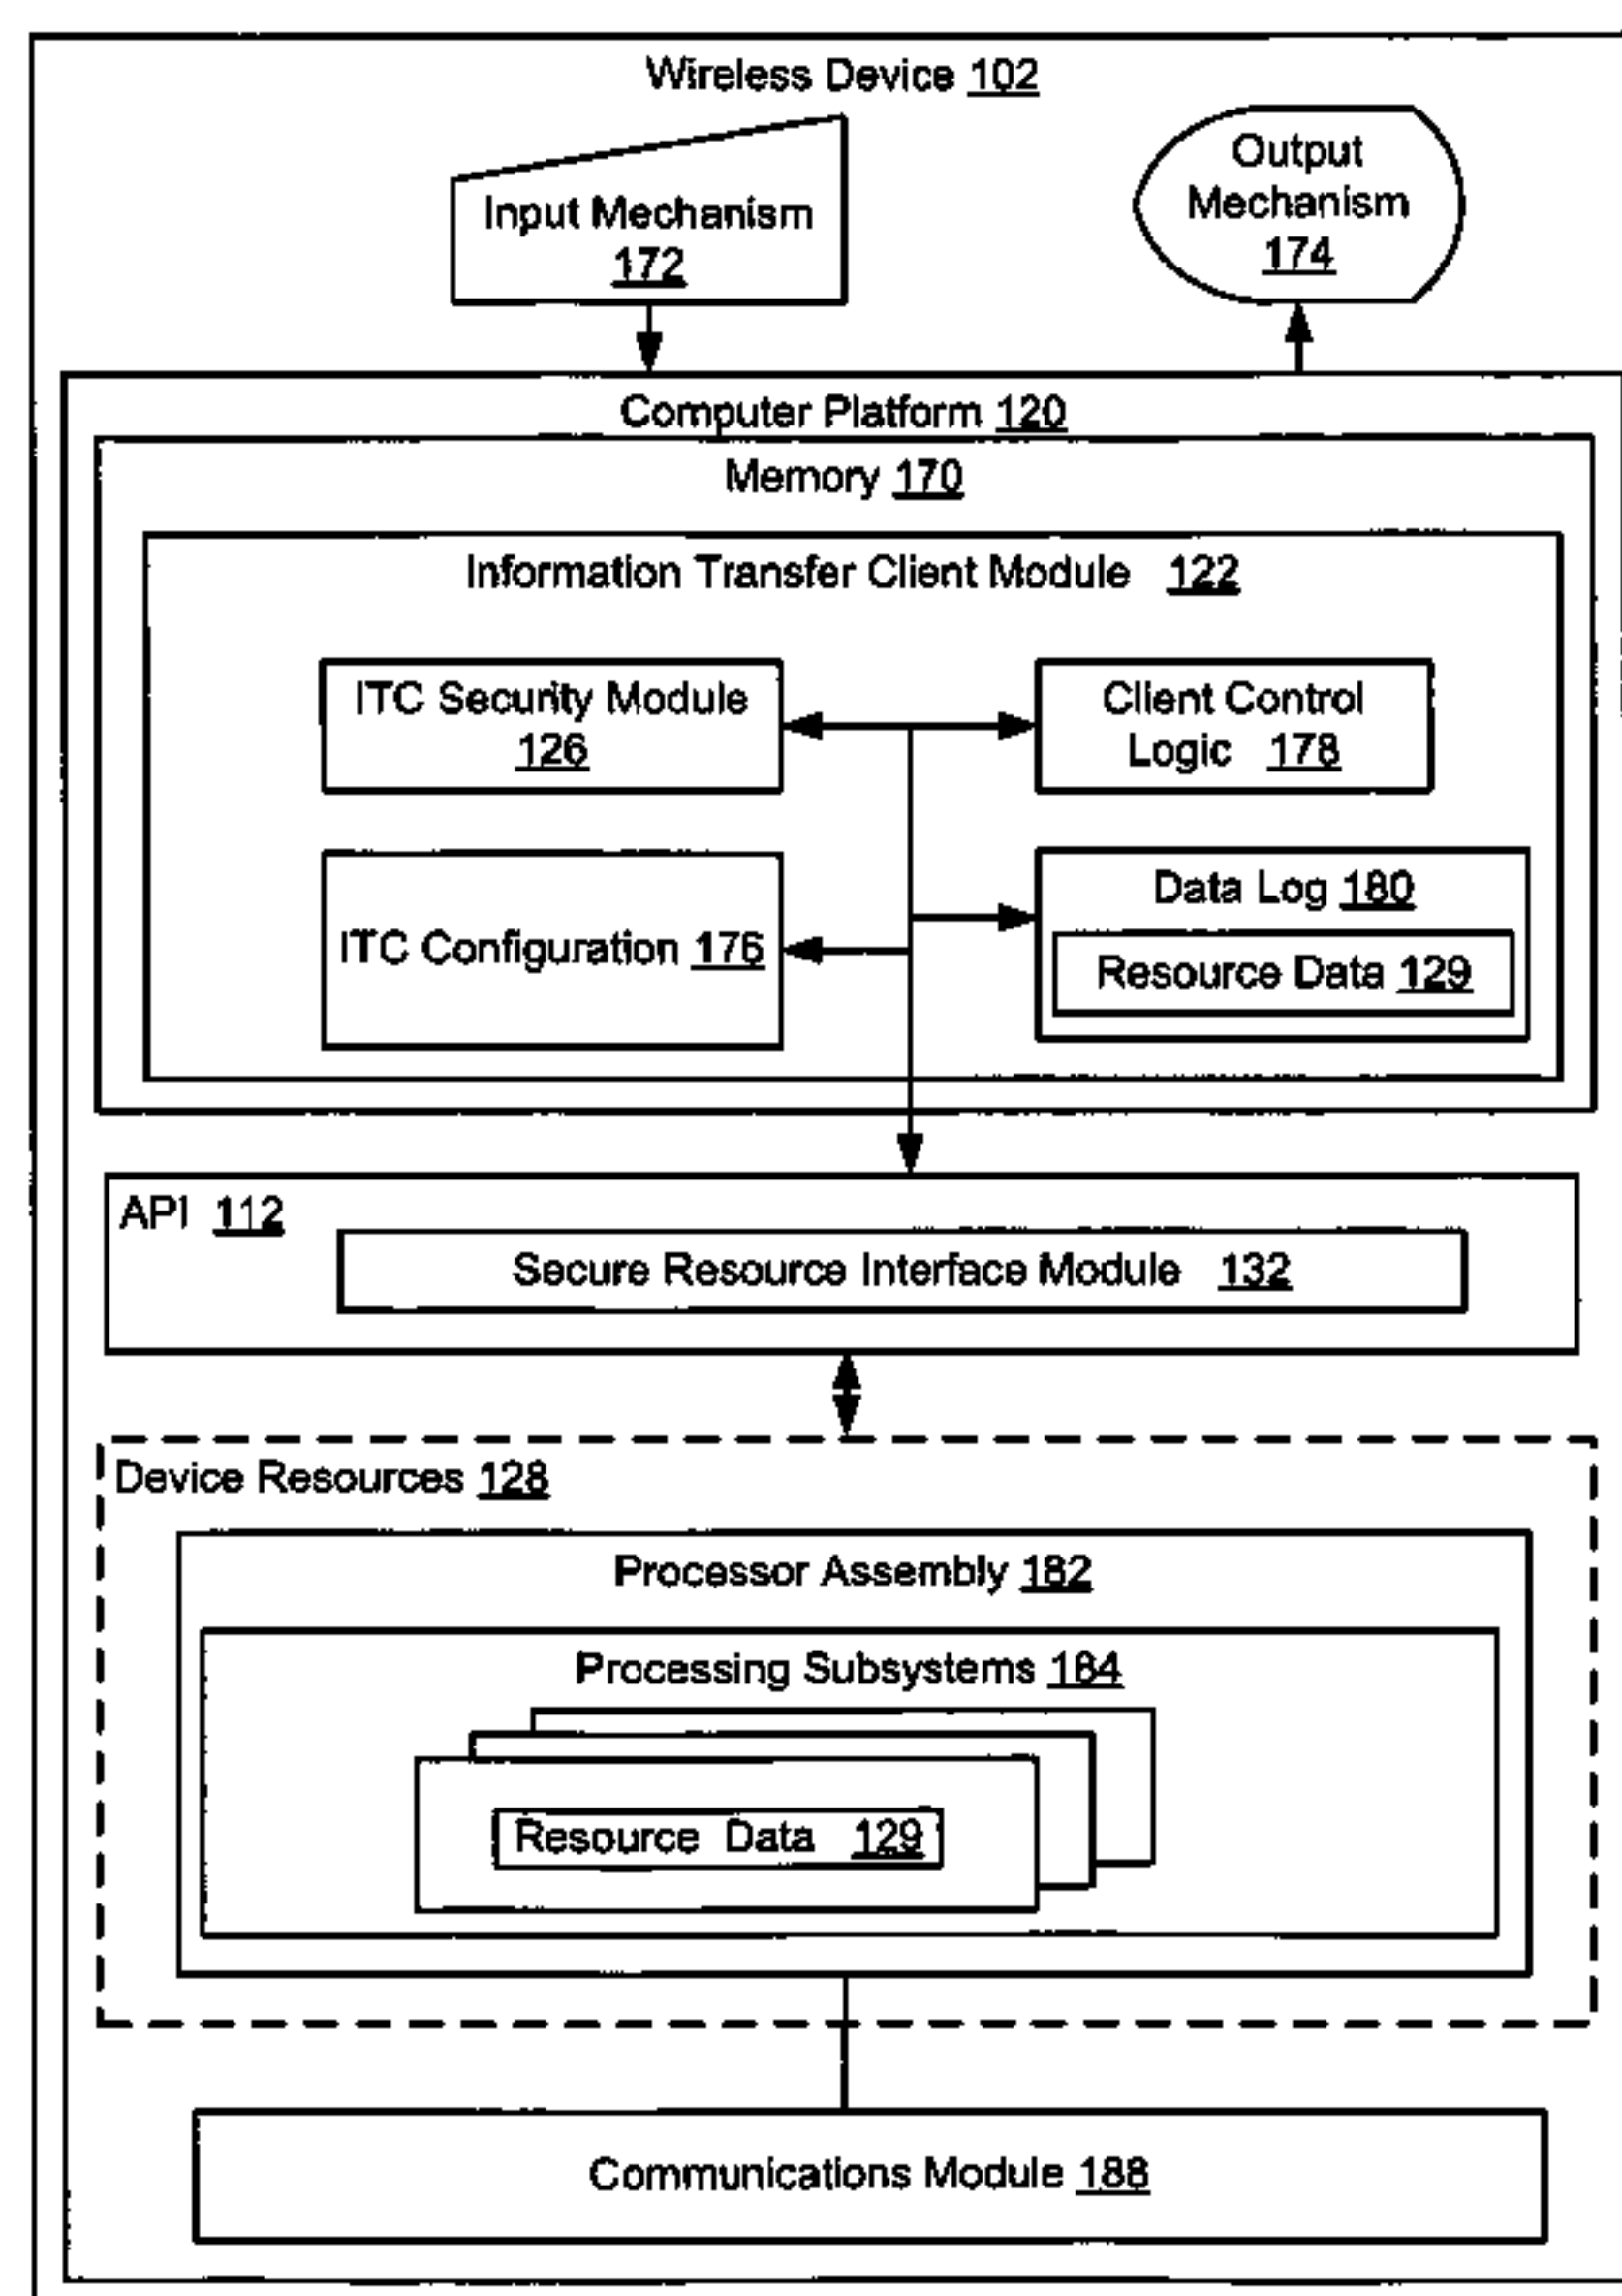 Wireless Device 102
Input Mechanism
172
Output
Mechanism
174
Computer Platform 120
Memory 170
Information Transfer Client Module 122
ITC Security Module
126
Client Control
Logic 178
ITC Configuration 176
Data Log 180
Resource Data 129
API 112
Secure Resource Interface Module 132
Device Resources 128
Processor Assembly 182
Processing Subsystems 184
Resource Data 129
Communications Module 188